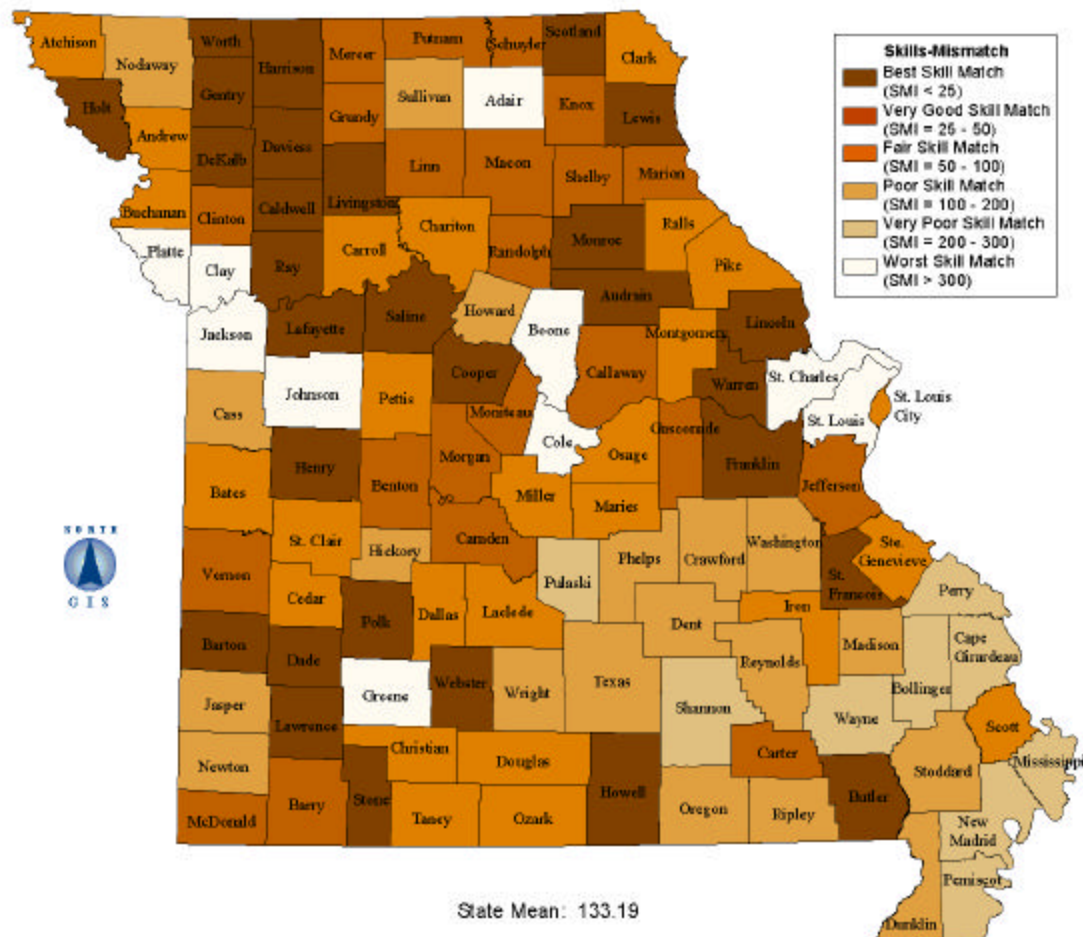 Skills-Mismatch
Best Skill Match
(SMI < 25)
Very Good Skill Match
(SMI = 25 - 50)
Fair Skill Match
(SMI = 50 - 100)
Poor Skill Match
(SMI = 100 - 200)
Very Poor Skill Match
(SMI = 200 - 300)
Worst Skill Match
(SMI > 300)
Atchison
Nodaway
Worth
Harrison
Mercer
Putnam
Schuyler
Scotland
Clark
Holt
Gentry
Sullivan
Adair
Knox
Lewis
Andrew
Grundy
DeKalb
Daviess
Linn
Macon
Shelby
Marion
Buchanan
Clinton
Caldwell
Livingston
Chariton
Ralls
Platte
Clay
Ray
Carroll
Randolph
Monroe
Pike
Jackson
Lafayette
Saline
Howard
Boone
Audrain
Montgomery
Lincoln
Cass
Johnson
Pettis
Cooper
Moniteau
Callaway
Warren
St. Charles
St. Louis
St. Louis
City
Cole
Osage
Gasconade
Franklin
Jefferson
Bates
Henry
Benton
Morgan
Miller
Maries
St. Clair
Hickory
Camden
Pulaski
Phelps
Crawford
Washington
Ste.
Genevieve
St.
Francois
Perry
Vernon
Cedar
Polk
Dallas
Laclede
Dent
Iron
Madison
Cape
Girardeau
Barton
Dade
Greene
Webster
Wright
Texas
Shannon
Reynolds
Bollinger
Wayne
Jasper
Lawrence
Christian
Douglas
Carter
Scott
Stoddard
Mississippi
Newton
McDonald
Barry
Stone
Taney
Ozark
Howell
Oregon
Ripley
Butler
New
Madrid
Pemiscot
Dunklin
NORTH
GIS
State Mean: 133.19